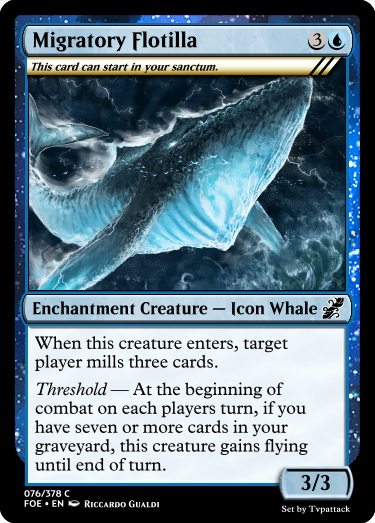 Migratory Flotilla 3
This card can start in your sanctum.
Enchantment Creature — Icon Whale
When this creature enters, target
player mills three cards.
Threshold — At the beginning of
combat on each players turn, if you
have seven or more cards in your
graveyard, this creature gains flying
until end of turn.
3/3
076/378 C
FOE • EN Riccardo Gualdi
Set by Tvpattack